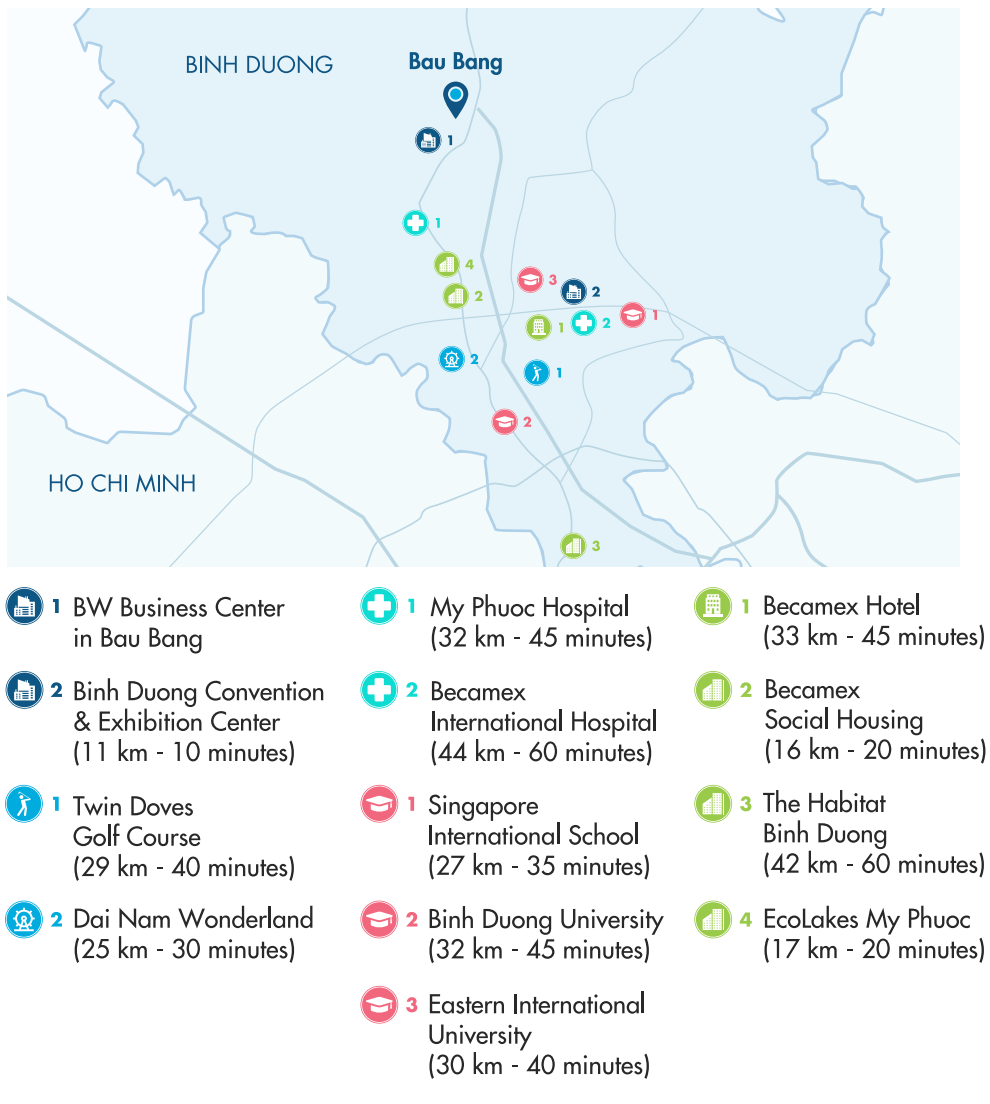 BINH DUONG
Bau Bang
1
1
4
2
3
2
1
2
1
2
1
2
HO CHI MINH
3
1 BW Business Center
in Bau Bang
2 Binh Duong Convention
& Exhibition Center
(11 km - 10 minutes)
1 Twin Doves
Golf Course
(29 km - 40 minutes)
2 Dai Nam Wonderland
(25 km - 30 minutes)
1 My Phuoc Hospital
(32 km - 45 minutes)
2 Becamex
International Hospital
(44 km - 60 minutes)
1 Singapore
International School
(27 km - 35 minutes)
2 Binh Duong University
(32 km - 45 minutes)
3 Eastern International
University
(30 km - 40 minutes)
1 Becamex Hotel
(33 km - 45 minutes)
2 Becamex
Social Housing
(16 km - 20 minutes)
3 The Habitat
Binh Duong
(42 km - 60 minutes)
4 EcoLakes My Phuoc
(17 km - 20 minutes)